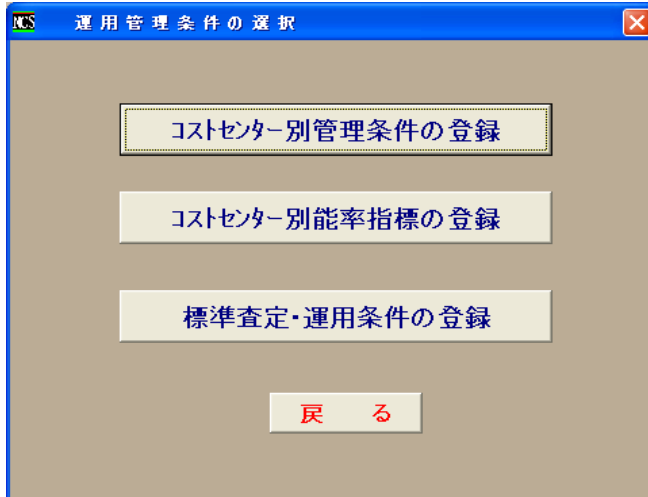 NCS 運用管理条件の選択
コストセンター別管理条件の登録
コストセンター別能率指標の登録
標準査定・運用条件の登録
戻 る